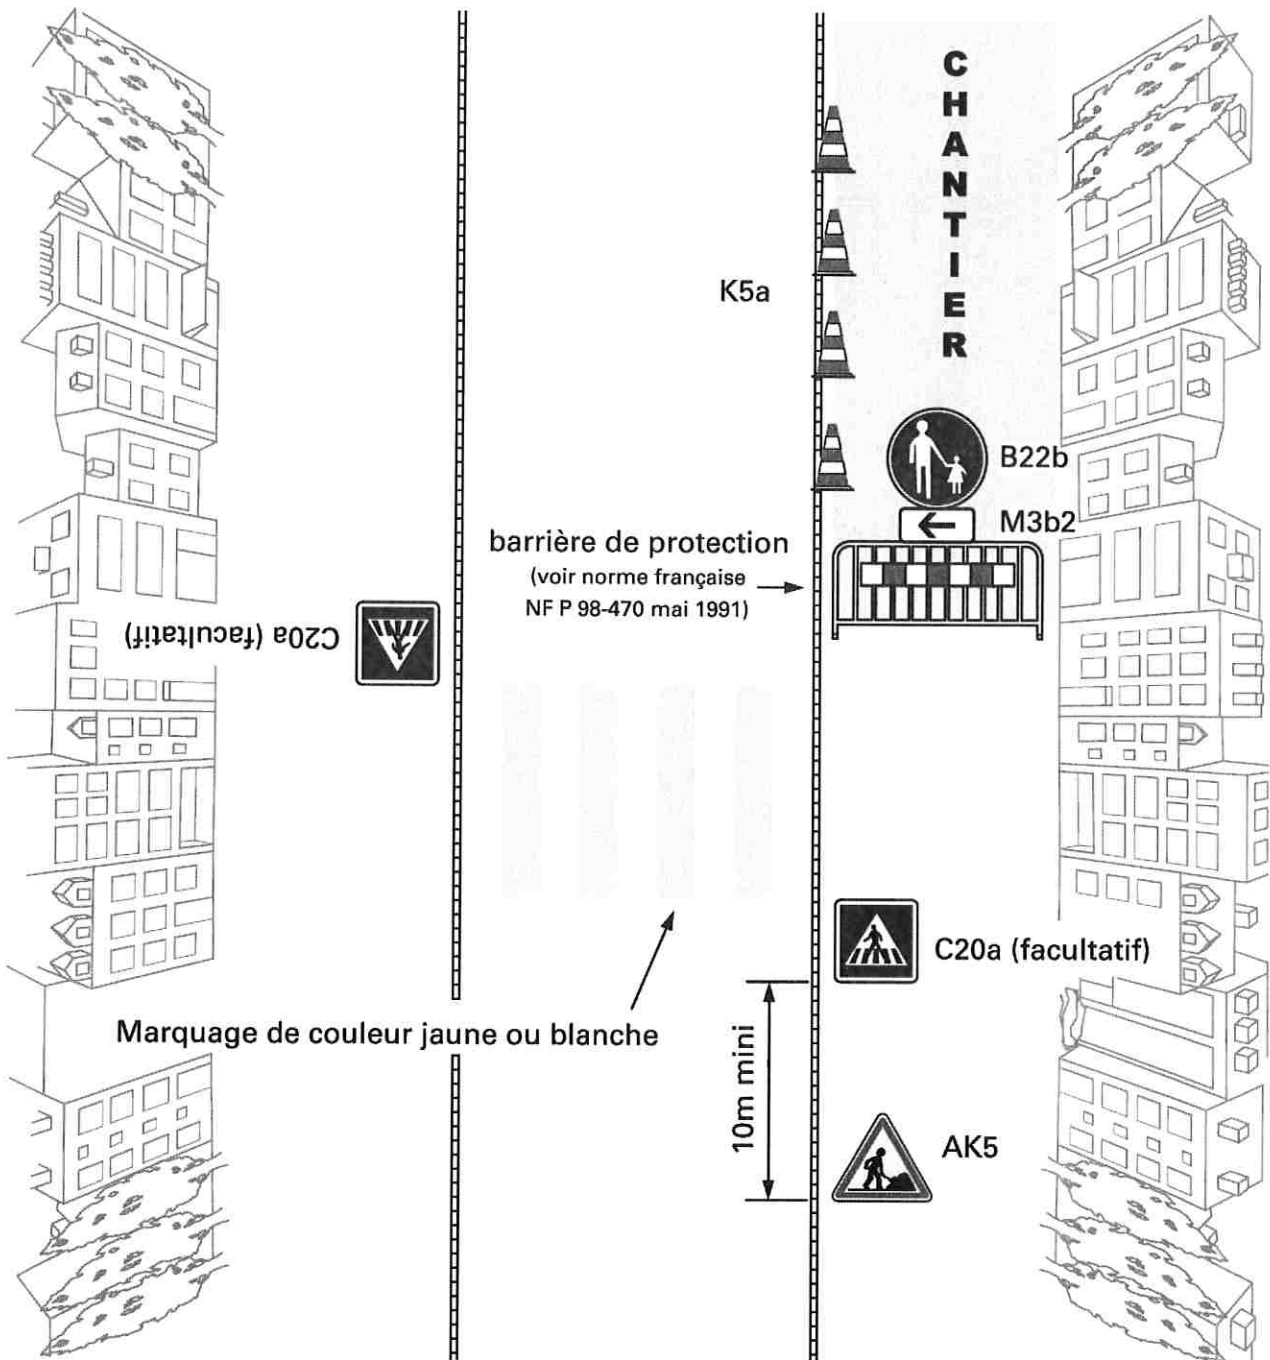 CHANTIER
K5a
B22b
M3b2
barrière de protection
(voir norme française
NF P 98-470 mai 1991)
C20a (facultatif)
C20a (facultatif)
Marquage de couleur jaune ou blanche
10m mini
AK5